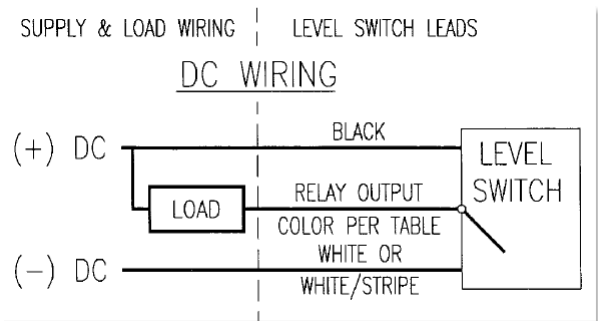 SUPPLY & LOAD WIRING
LEVEL SWITCH LEADS
DC WIRING
(+) DC
BLACK
LEVEL
SWITCH
LOAD
RELAY OUTPUT
COLOR PER TABLE
(−) DC
WHITE OR
WHITE/STRIPE